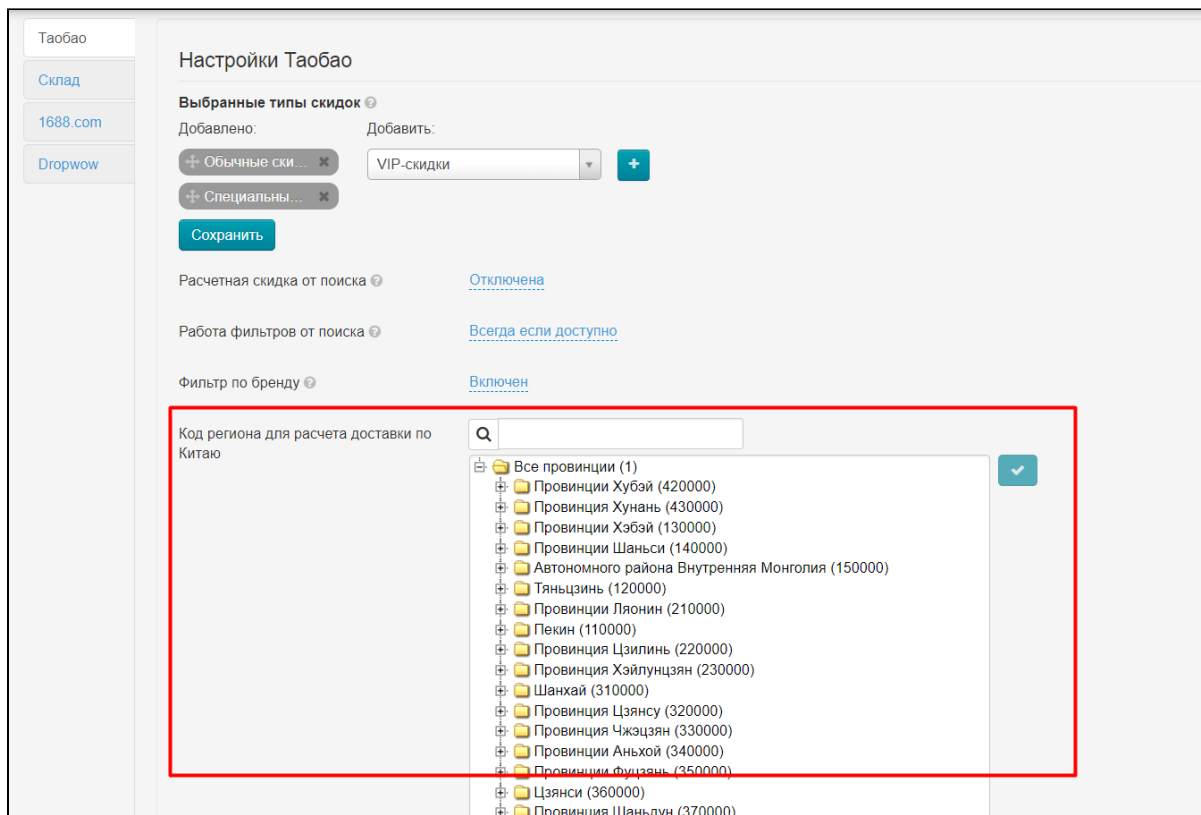 Таобао
Склад
1688.com
Dropwow
Настройки Таобао
Выбранные типы скидок
Добавлено:
Добавить:
Обычные ски...
VIP-скидки
Специальны...
Сохранить
Расчетная скидка от поиска
Отключена
Работа фильтров от поиска
Всегда если доступно
Фильтр по бренду
Включен
Код региона для расчета доставки по
Китаю
Все провинции (1)
Провинции Хубэй (420000)
Провинция Хунань (430000)
Провинции Хэбэй (130000)
Провинции Шаньси (140000)
Автономного района Внутренняя Монголия (150000)
Тяньцзинь (120000)
Провинции Ляонин (210000)
Пекин (110000)
Провинция Цзилинь (220000)
Провинция Хэйлунцзян (230000)
Шанхай (310000)
Провинция Цзянсу (320000)
Провинция Чжэцзян (330000)
Провинции Аньхой (340000)
Провинции Фуцзянь (350000)
Цзянси (360000)
Провинция Шаньдун (370000)